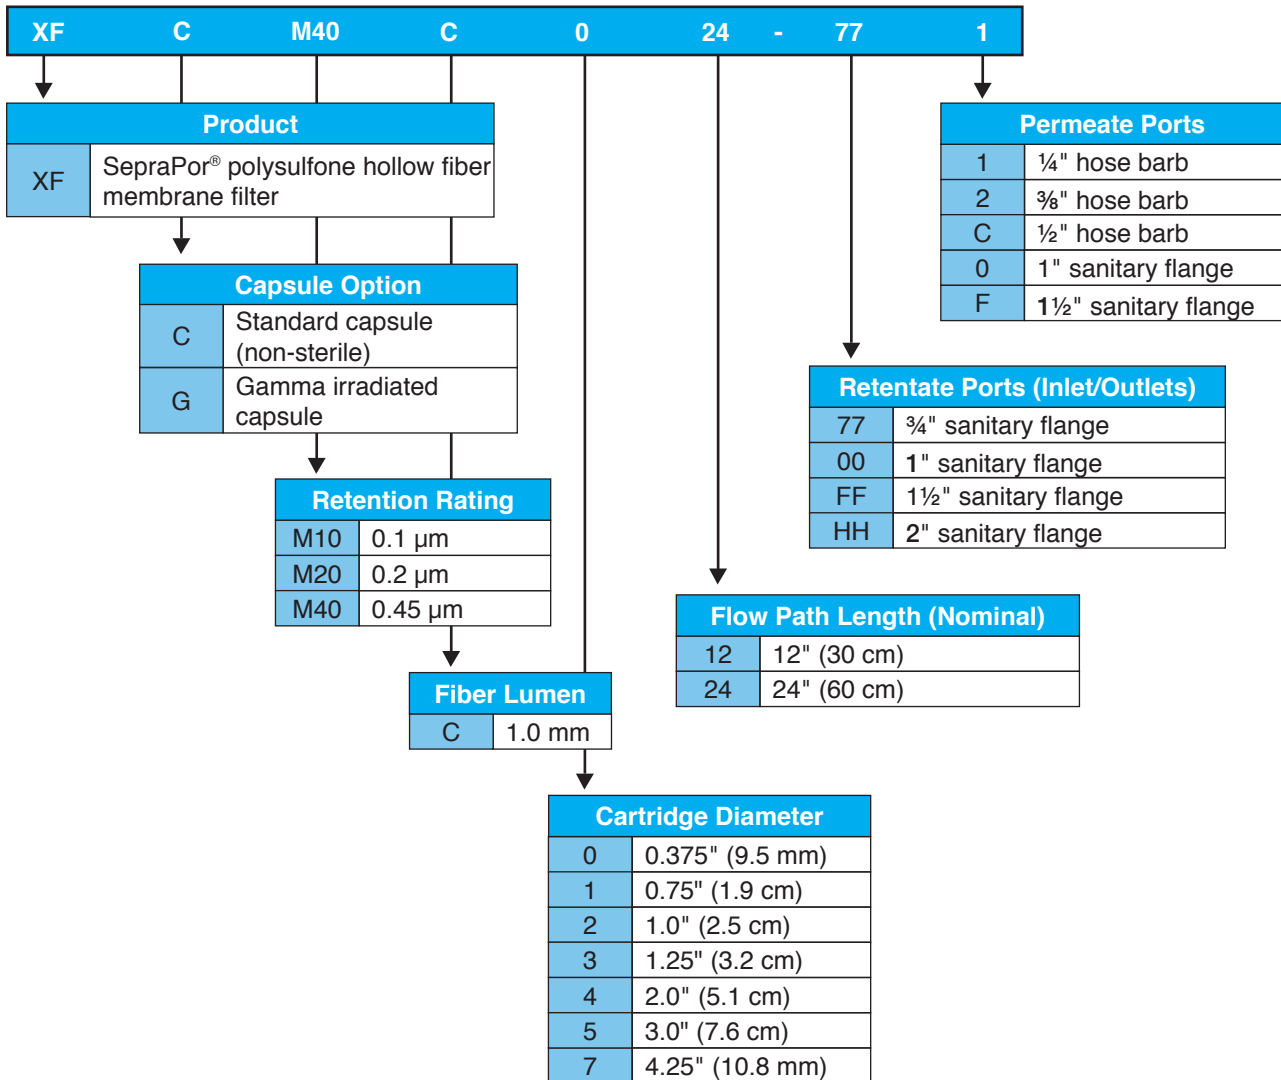 XF C M40 C 0 24 - 77 1
Product
XF SepraPor® polysulfone hollow fiber
membrane filter
Capsule Option
C Standard capsule
(non-sterile)
G Gamma irradiated
capsule
Retention Rating
M10 0.1 µm
M20 0.2 µm
M40 0.45 µm
Fiber Lumen
C 1.0 mm
Cartridge Diameter
0 0.375" (9.5 mm)
1 0.75" (1.9 cm)
2 1.0" (2.5 cm)
3 1.25" (3.2 cm)
4 2.0" (5.1 cm)
5 3.0" (7.6 cm)
7 4.25" (10.8 mm)
Flow Path Length (Nominal)
12 12" (30 cm)
24 24" (60 cm)
Retentate Ports (Inlet/Outlets)
77 ¾" sanitary flange
00 1" sanitary flange
FF 1½" sanitary flange
HH 2" sanitary flange
Permeate Ports
1 ¼" hose barb
2 ⅜" hose barb
C ½" hose barb
0 1" sanitary flange
F 1½" sanitary flange